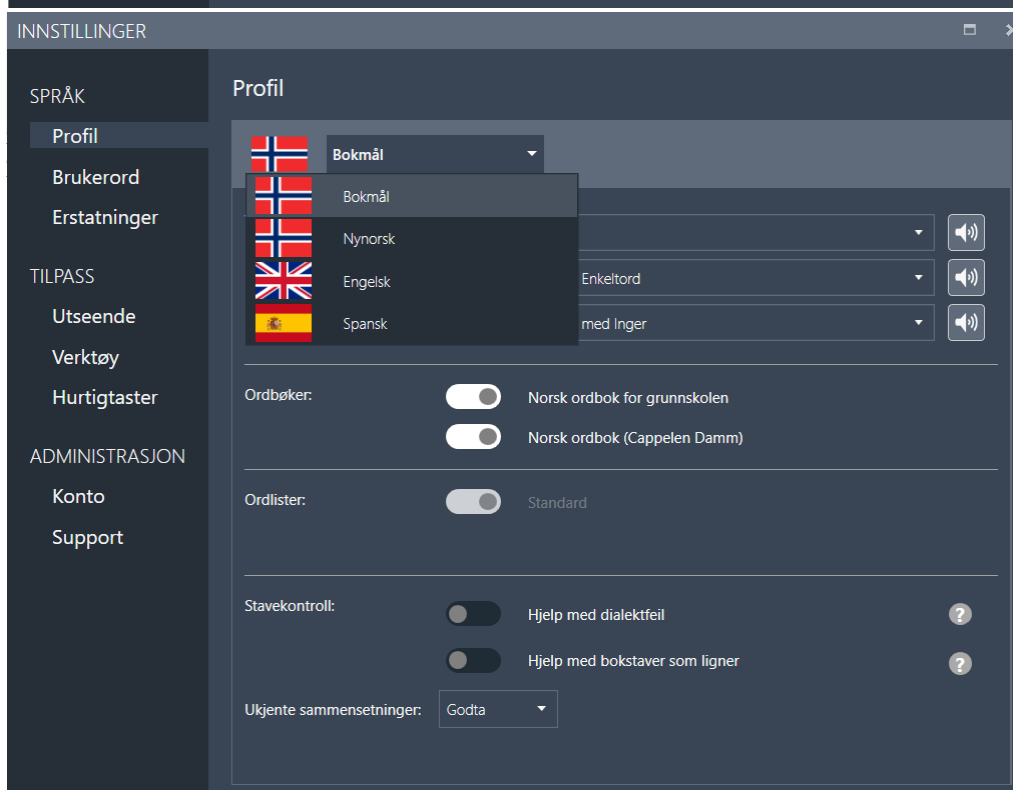 INNSTILLINGER
SPRÅK
Profil
Brukerord
Erstatninger
TILPASS
Utseende
Verktøy
Hurtigtaster
ADMINISTRASJON
Konto
Support
Profil
Bokmål
Bokmål
Nynorsk
Engelsk
Spansk
Enkeltord
med Inger
Ordbøker:
Norsk ordbok for grunnskolen
Norsk ordbok (Cappelen Damm)
Ordlister:
Standard
Stavekontroll:
Hjelp med dialektfeil
?
Hjelp med bokstaver som ligner
?
Ukjente sammensetninger:
Godta